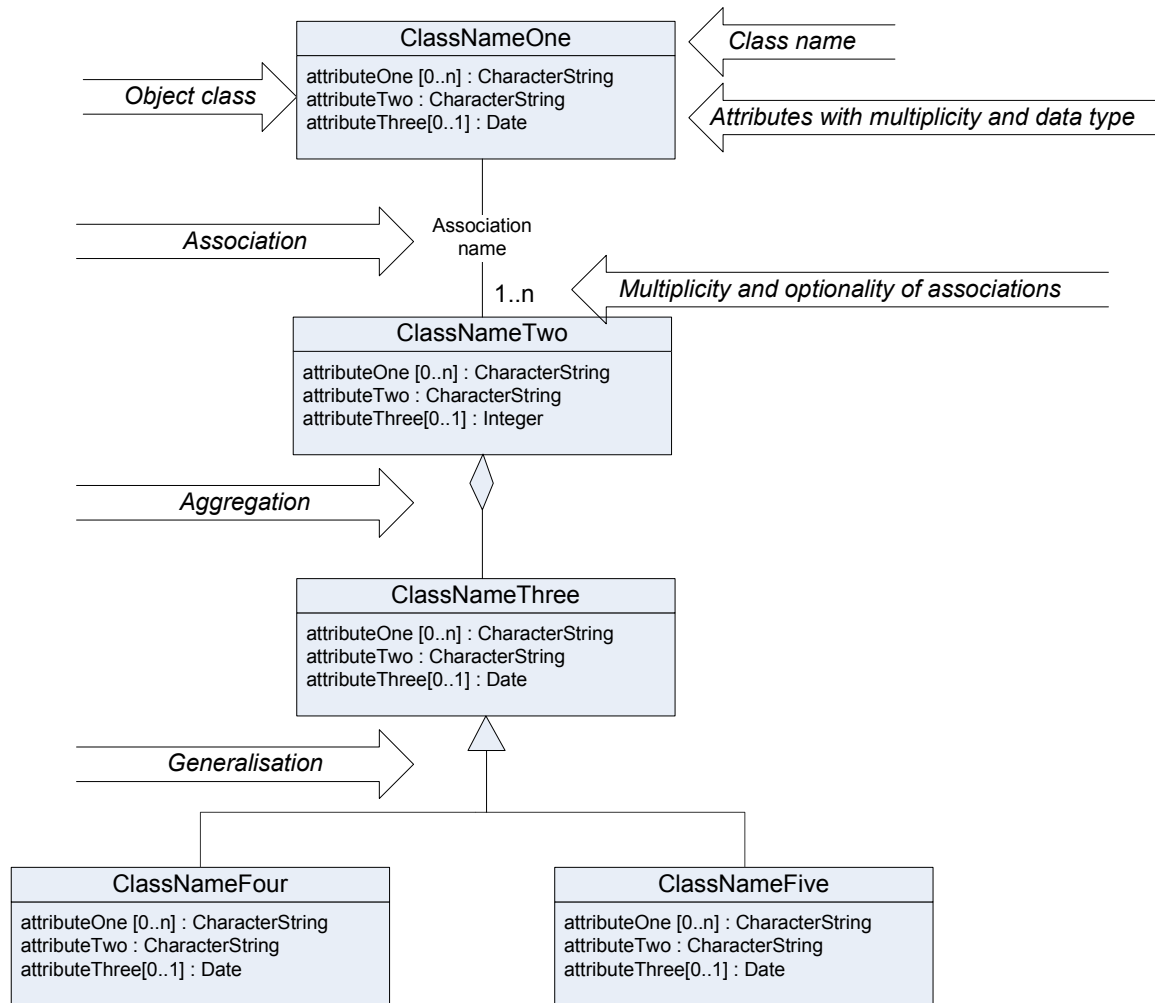 ClassNameOne
Class name
attributeOne [0..n] : CharacterString
attributeTwo : CharacterString
attributeThree[0..1] : Date
Object class
Attributes with multiplicity and data type
Association
name
Association
1..n
Multiplicity and optionality of associations
ClassNameTwo
attributeOne [0..n] : CharacterString
attributeTwo : CharacterString
attributeThree[0..1] : Integer
Aggregation
ClassNameThree
attributeOne [0..n] : CharacterString
attributeTwo : CharacterString
attributeThree[0..1] : Date
Generalisation
ClassNameFour
attributeOne [0..n] : CharacterString
attributeTwo : CharacterString
attributeThree[0..1] : Date
ClassNameFive
attributeOne [0..n] : CharacterString
attributeTwo : CharacterString
attributeThree[0..1] : Date